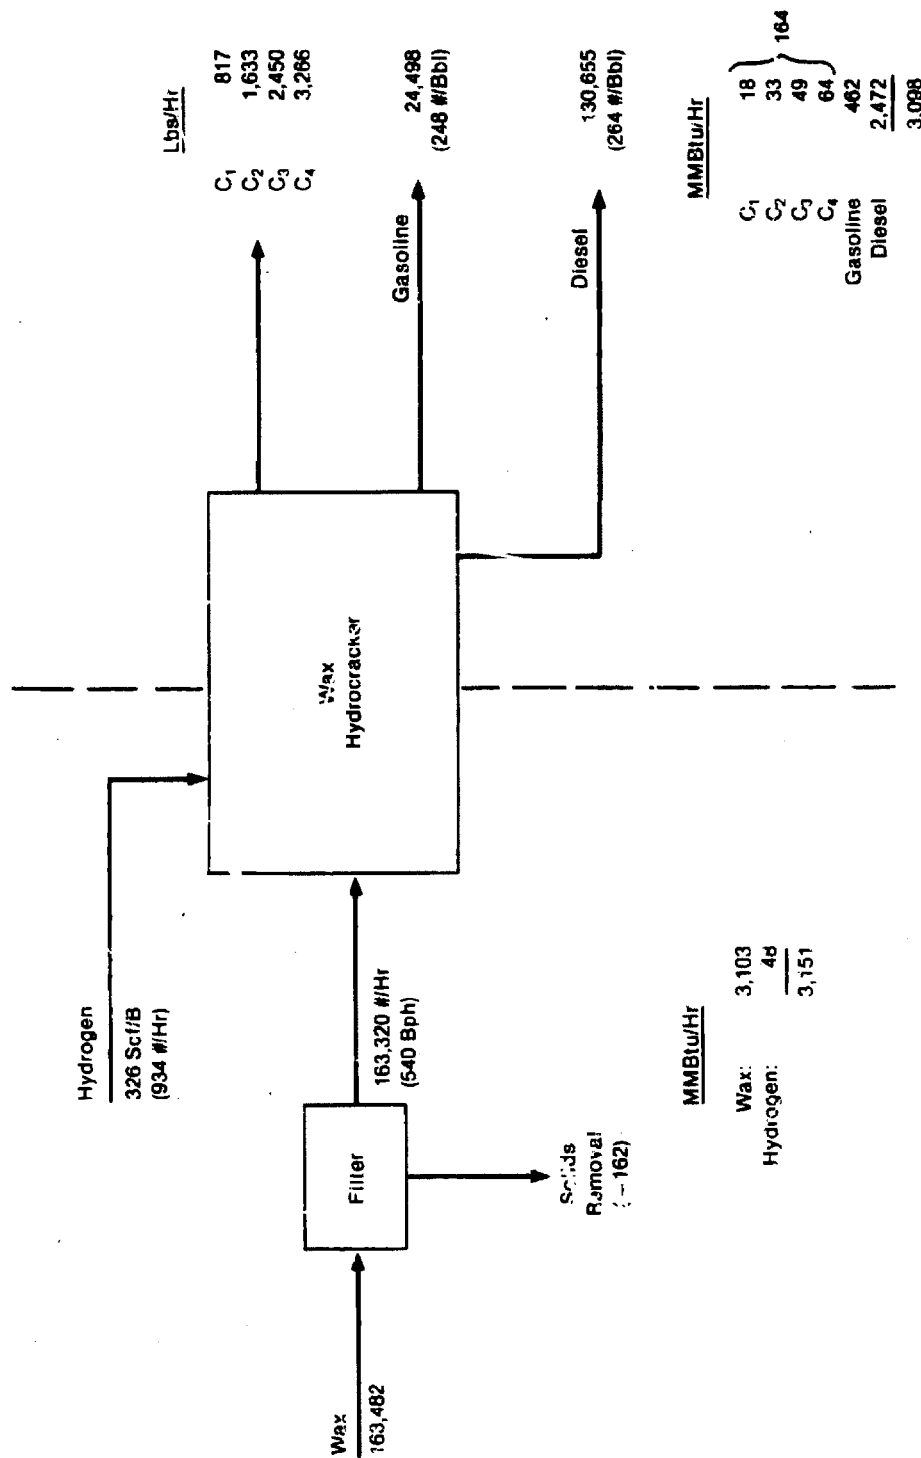 Hydrogen
326 Scf/B
(934 #/Hr)
Wax
163,482
Filter
163,320 #/Hr
(540 Bph)
Solids
Removal
(~162)
Wax
Hydrocracker
Lbs/Hr
C₁ 817
C₂ 1,633
C₃ 2,450
C₄ 3,266
Gasoline
24,498
(248 #/Bbl)
Diesel
130,655
(264 #/Bbl)
MMBtu/Hr
Wax: 3,103
Hydrogen: 48
3,151
MMBtu/Hr
C₁ 18
C₂ 33
C₃ 49
C₄ 64
164
Gasoline 462
Diesel 2,472
3,098